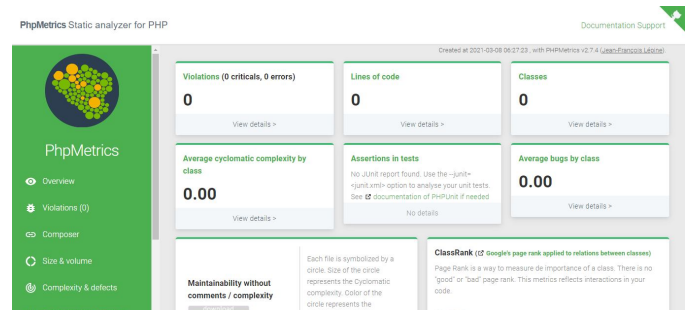 PhpMetrics Static analyzer for PHP
Documentation Support
Created at 2021-03-08 06:27:23 , with PHPMetrics v2.7.4 (Jean-François Lépine).
PhpMetrics
Overview
Violations (0)
Composer
Size & volume
Complexity & defects
Violations (0 criticals, 0 errors)
0
View details >
Lines of code
0
View details >
Classes
0
View details >
Average cyclomatic complexity by
class
0.00
View details >
Assertions in tests
No JUnit report found. Use the --junit=
<junit.xml> option to analyse your unit tests.
See documentation of PHPUnit if needed
No details
Average bugs by class
0.00
View details >
Maintainability without
comments / complexity
Each file is symbolized by a
circle. Size of the circle
represents the Cyclomatic
complexity. Color of the
circle represents the
ClassRank (Google's page rank applied to relations between classes)
Page Rank is a way to measure de importance of a class. There is no
"good" or "bad" page rank. This metrics reflects interactions in your
code.